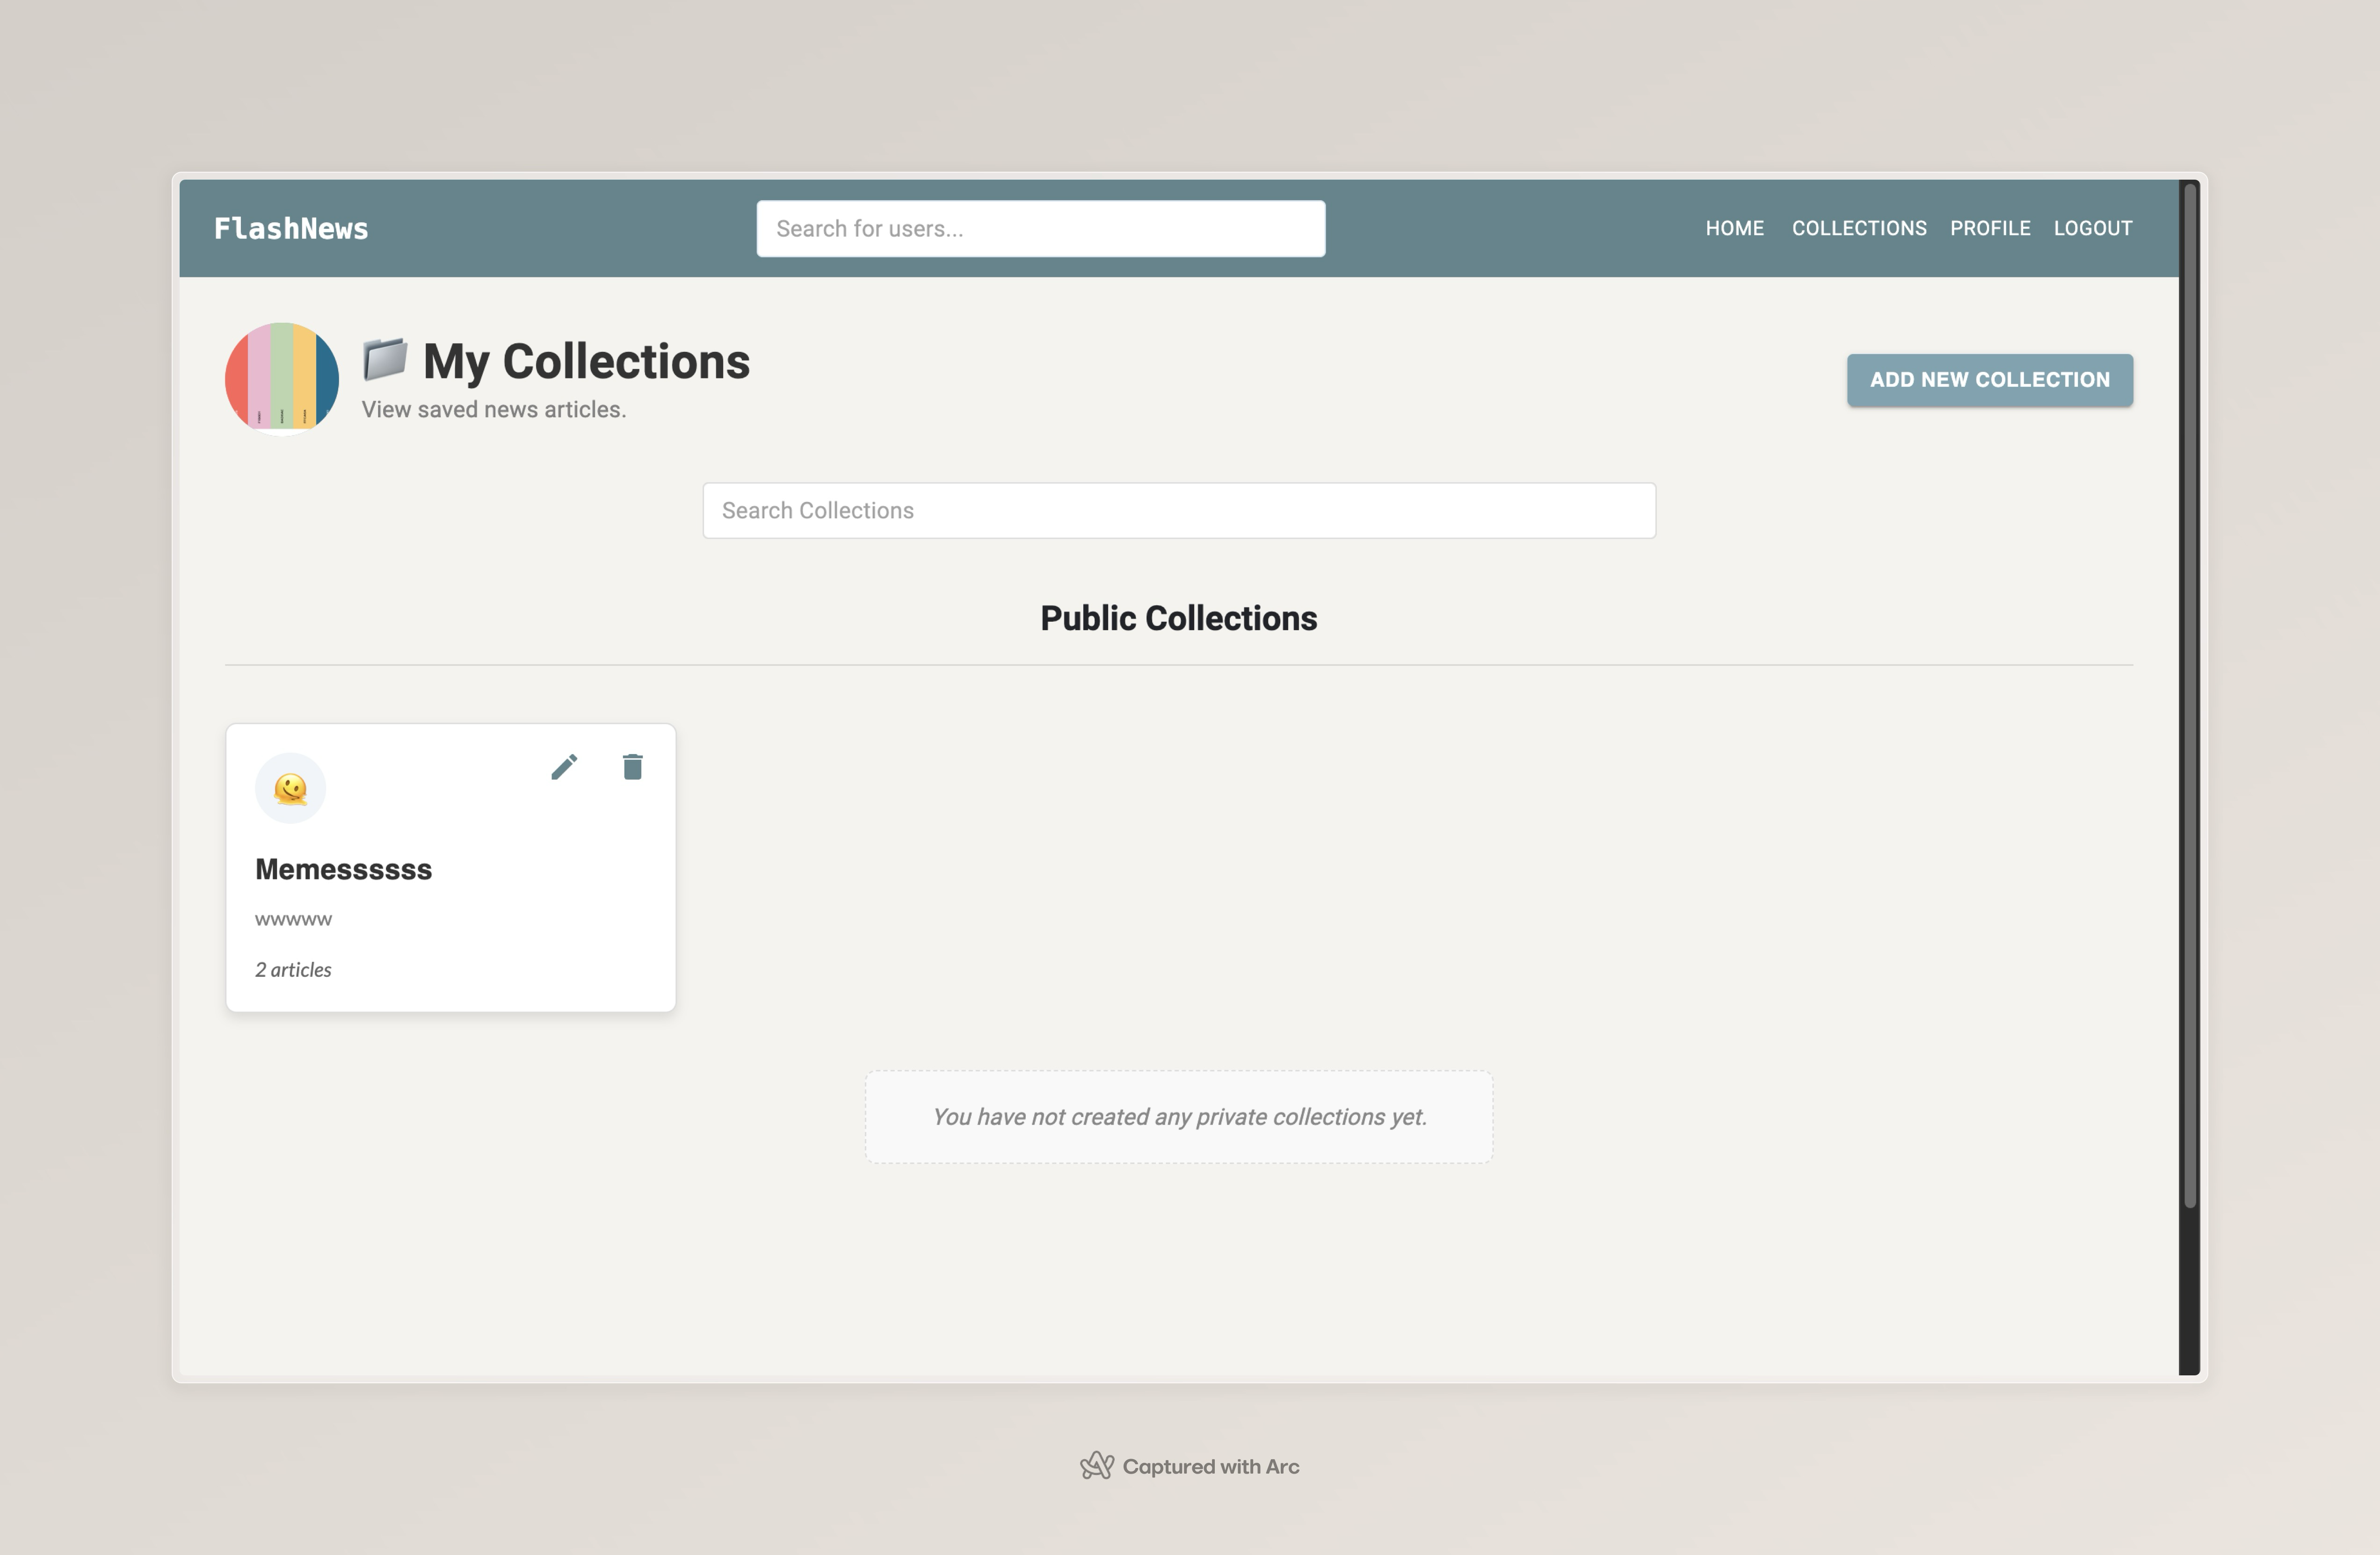 FlashNews
Search for users...
HOME COLLECTIONS PROFILE LOGOUT
My Collections
View saved news articles.
ADD NEW COLLECTION
Search Collections
Public Collections
Memessssss
wwwww
2 articles
You have not created any private collections yet.
Captured with Arc